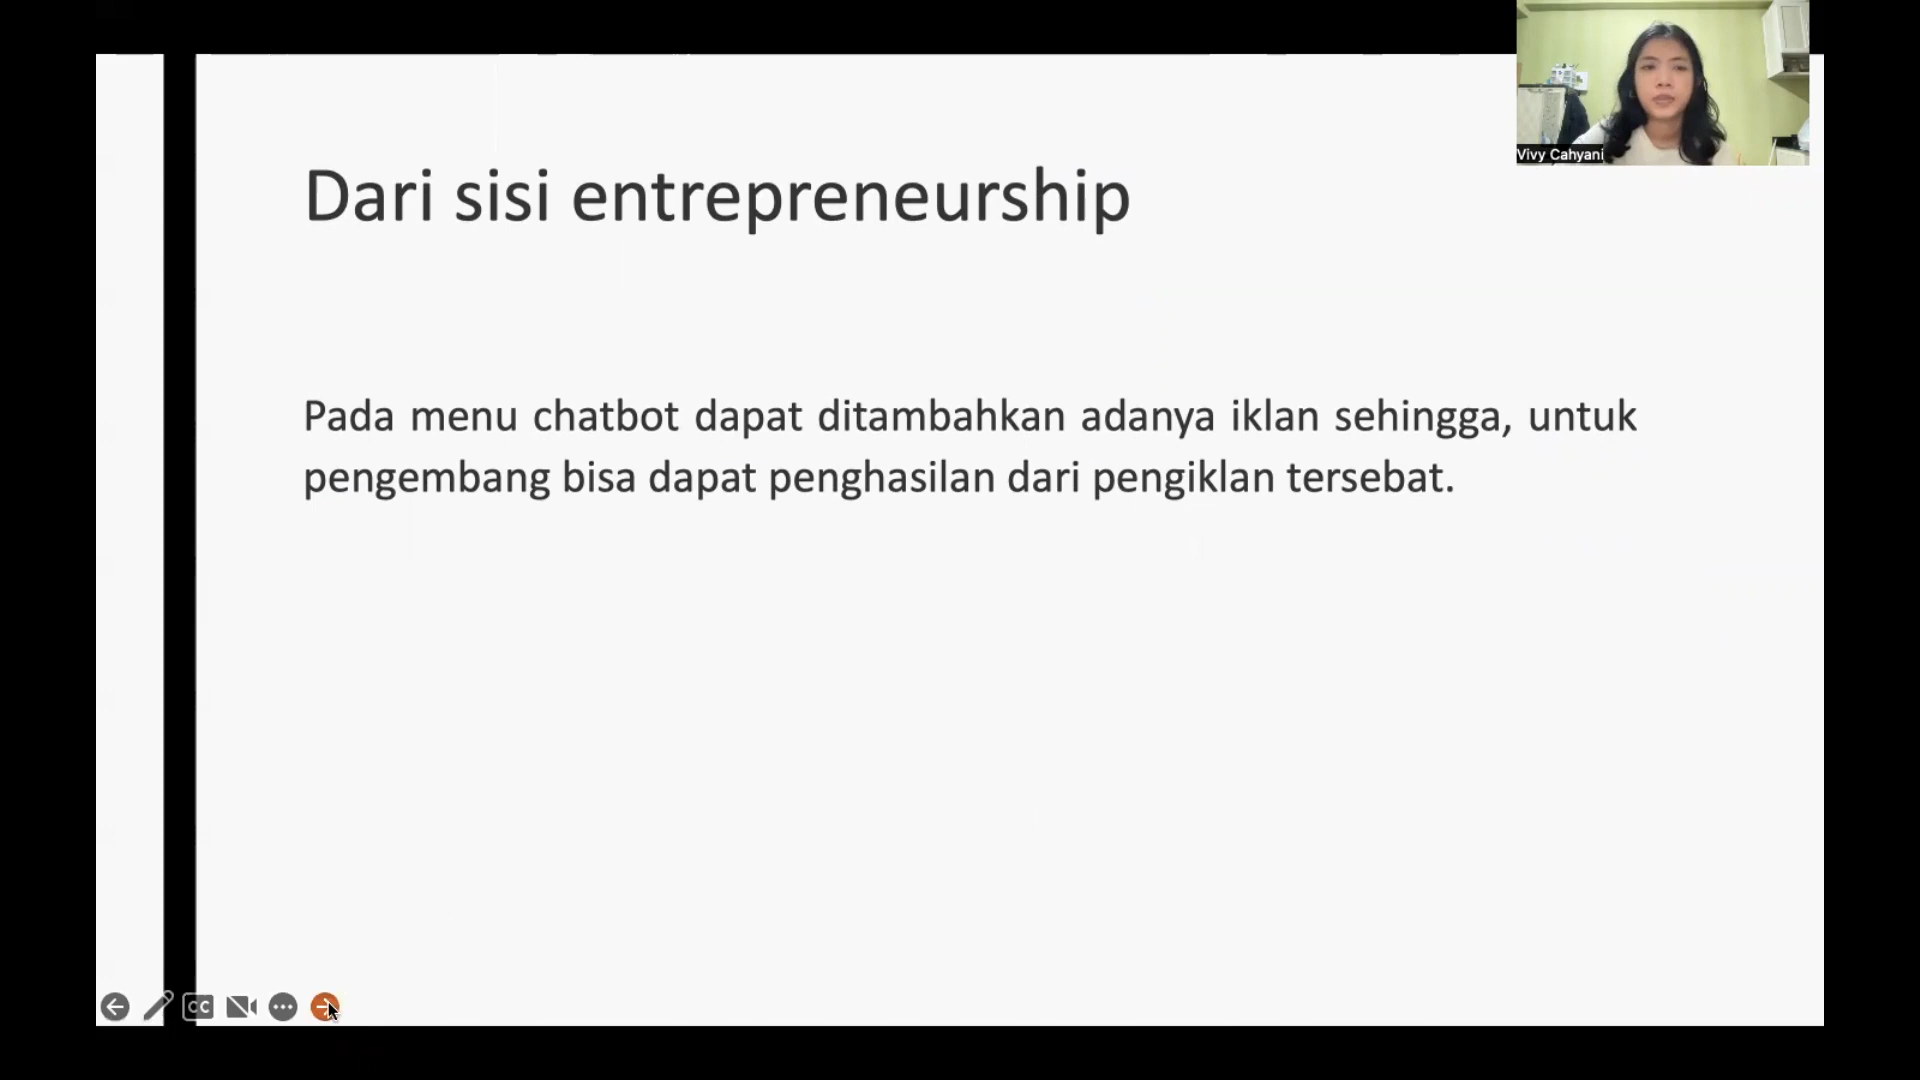 Vivy Cahyani
Dari sisi entrepreneurship
Pada menu chatbot dapat ditambahkan adanya iklan sehingga, untuk
pengembang bisa dapat penghasilan dari pengiklan tersebat.
CC